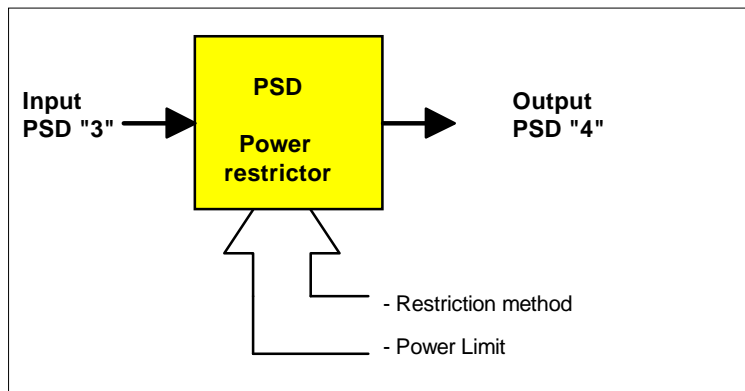 Input
PSD "3"
PSD
Power
restrictor
Output
PSD "4"
- Restriction method
- Power Limit